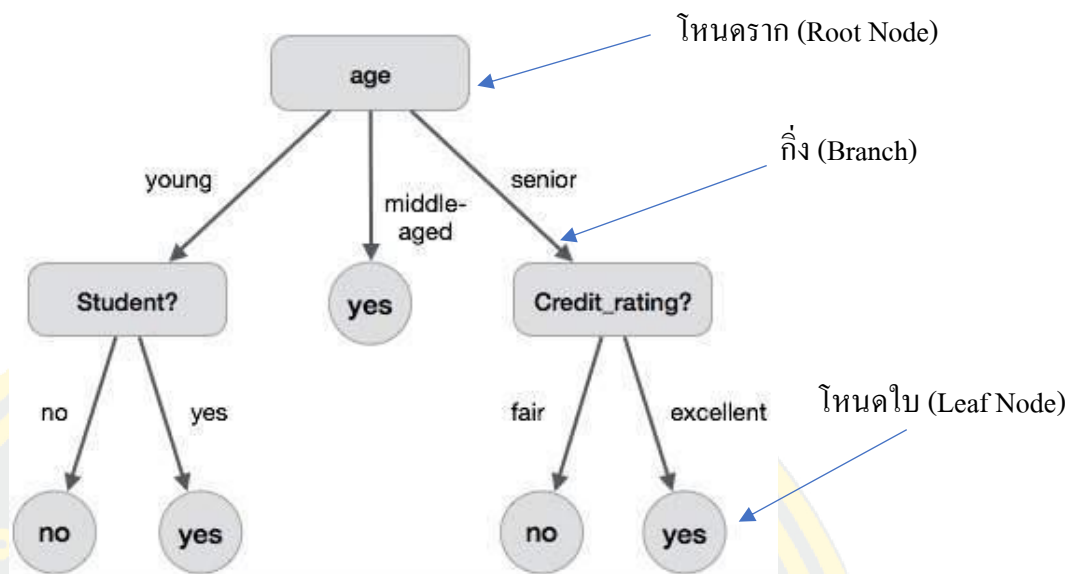 โหนดราก (Root Node)
age
กิ่ง (Branch)
young
middle-
aged
senior
Student?
yes
Credit_rating?
no
yes
fair
excellent
โหนดใบ (Leaf Node)
no
yes
no
yes